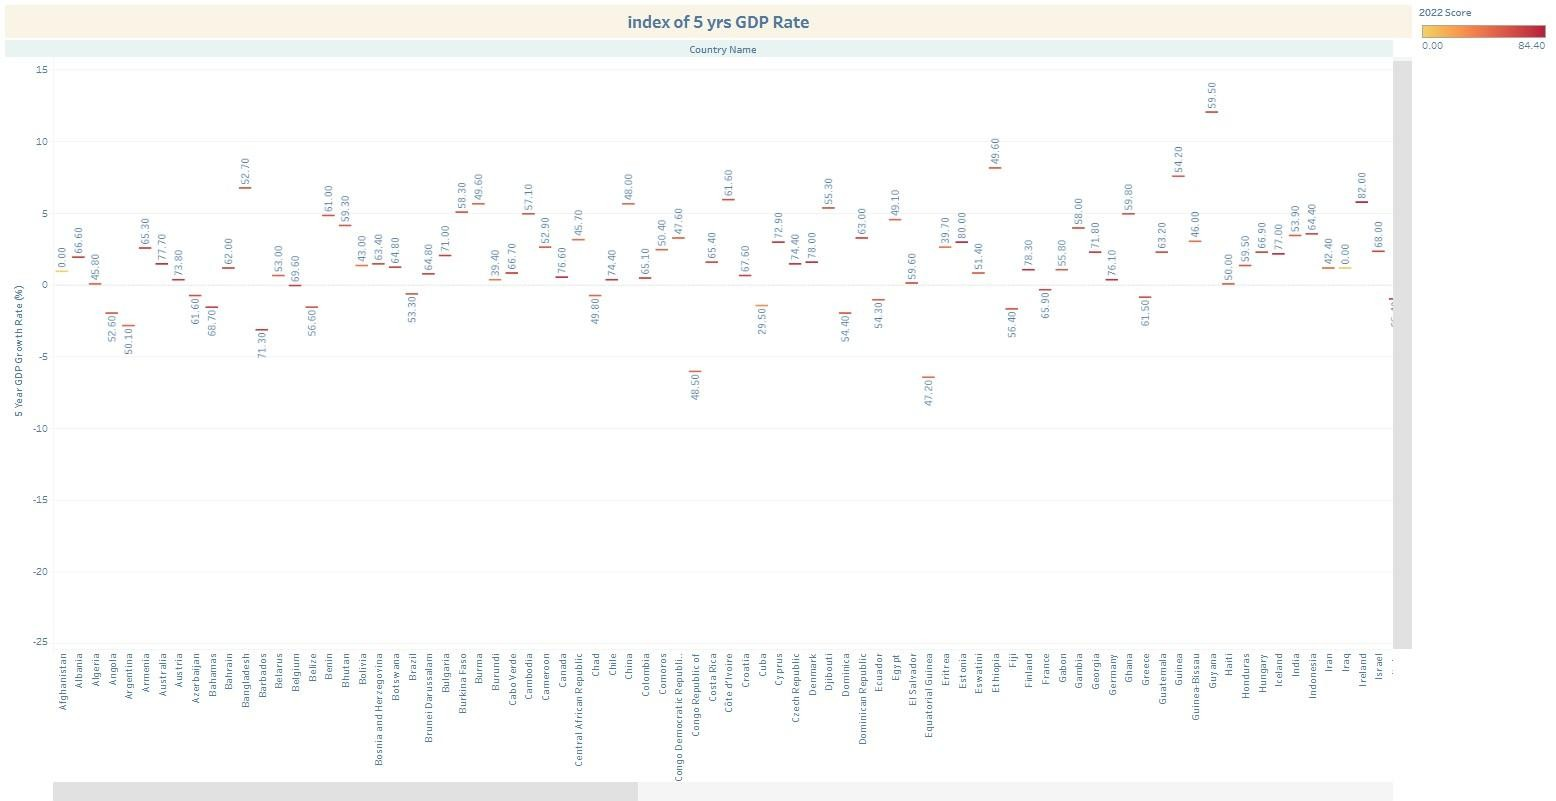 index of 5 yrs GDP Rate
Country Name
2022 Score
0.00
84.40
5 Year GDP Growth Rate (%)
15
10
5
0
-5
-10
-15
-20
-25
0.00
66.60
45.80
52.60
50.10
65.30
77.70
73.80
61.60
68.70
62.00
52.70
71.30
53.00
69.60
56.60
61.00
59.30
43.00
63.40
64.80
53.30
64.80
71.00
58.30
49.60
39.40
66.70
57.10
52.90
76.60
45.70
49.80
74.40
48.00
65.10
50.40
47.60
48.50
65.40
61.60
67.60
29.50
72.90
74.40
78.00
55.30
54.40
63.00
54.30
49.10
59.60
47.20
39.70
80.00
51.40
49.60
56.40
78.30
65.90
55.80
58.00
71.80
76.10
59.80
61.50
63.20
54.20
46.00
59.50
50.00
59.50
66.90
77.00
53.90
64.40
42.40
0.00
82.00
68.00
Afghanistan
Albania
Algeria
Angola
Argentina
Armenia
Australia
Austria
Azerbaijan
Bahamas
Bahrain
Bangladesh
Barbados
Belarus
Belgium
Belize
Benin
Bhutan
Bolivia
Bosnia and Herzegovina
Botswana
Brazil
Brunei Darussalam
Bulgaria
Burkina Faso
Burma
Burundi
Cabo Verde
Cambodia
Cameroon
Canada
Central African Republic
Chad
Chile
China
Colombia
Comoros
Congo Democratic Republi..
Congo Republic of
Costa Rica
Côte d'Ivoire
Croatia
Cuba
Cyprus
Czech Republic
Denmark
Djibouti
Dominica
Dominican Republic
Ecuador
Egypt
El Salvador
Equatorial Guinea
Eritrea
Estonia
Eswatini
Ethiopia
Fiji
Finland
France
Gabon
Gambia
Georgia
Germany
Ghana
Greece
Guatemala
Guinea
Guinea-Bissau
Guyana
Haiti
Honduras
Hungary
Iceland
India
Indonesia
Iran
Iraq
Ireland
Israel